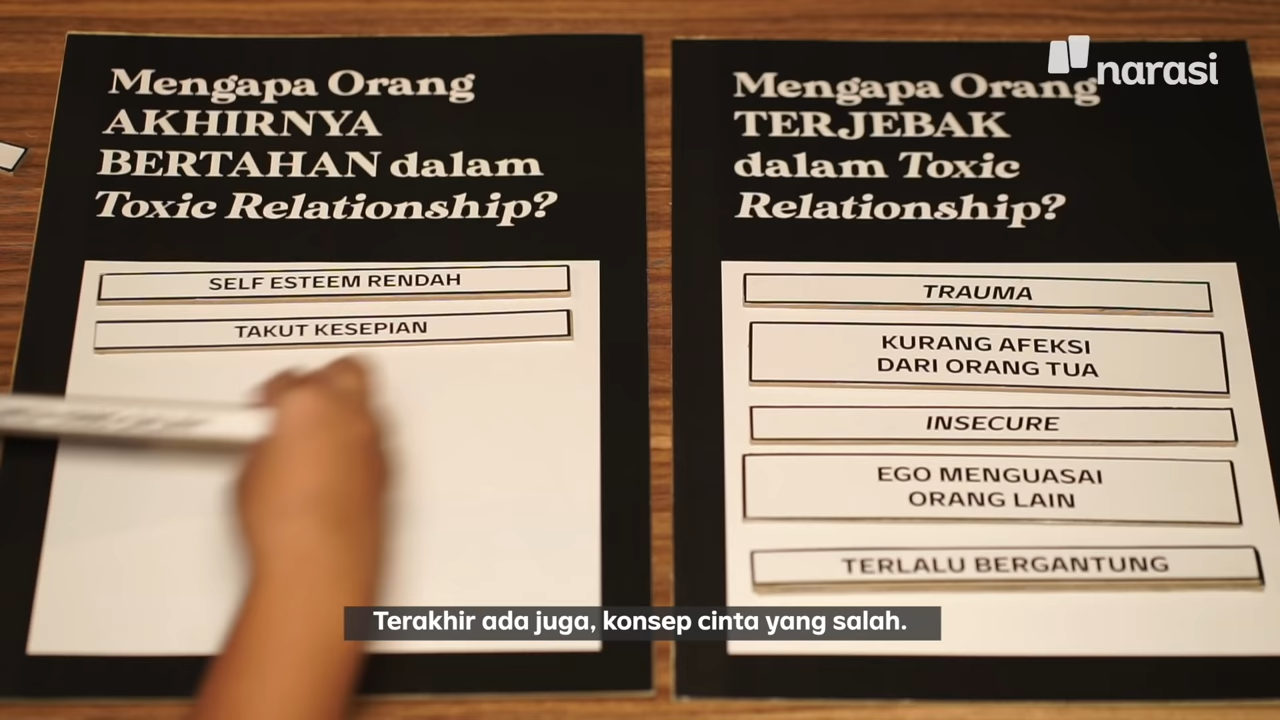 Mengapa Orang
AKHIRNYA
BERTAHAN dalam
Toxic Relationship?
SELF ESTEEM RENDAH
TAKUT KESEPIAN
narasi
Mengapa Orang
TERJEBAK
dalam Toxic
Relationship?
TRAUMA
KURANG AFEKSI
DARI ORANG TUA
INSECURE
EGO MENGUASAI
ORANG LAIN
TERLALU BERGANTUNG
Terakhir ada juga, konsep cinta yang salah.